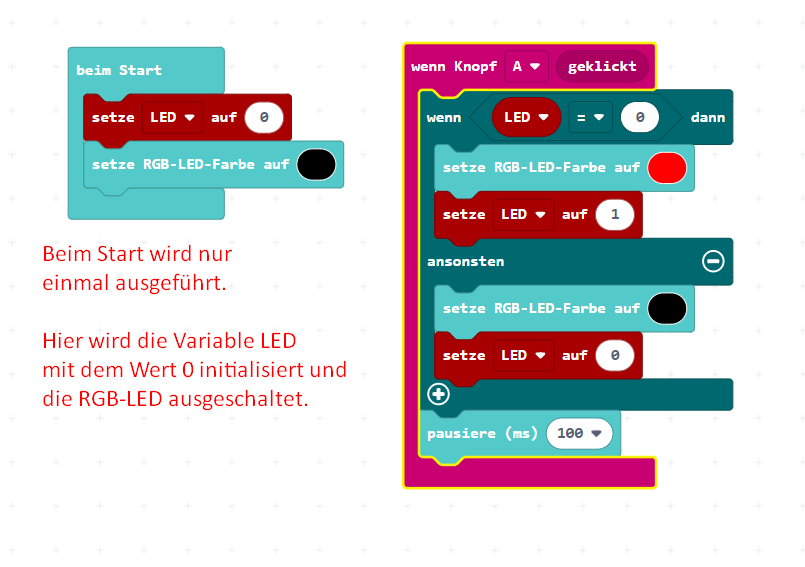 beim Start
setze LED auf 0
setze RGB-LED-Farbe auf
Beim Start wird nur
einmal ausgeführt.
Hier wird die Variable LED
mit dem Wert 0 initialisiert und
die RGB-LED ausgeschaltet.
wenn Knopf A geklickt
wenn LED = 0 dann
setze RGB-LED-Farbe auf
setze LED auf 1
ansonsten
setze RGB-LED-Farbe auf
setze LED auf 0
pausiere (ms) 100